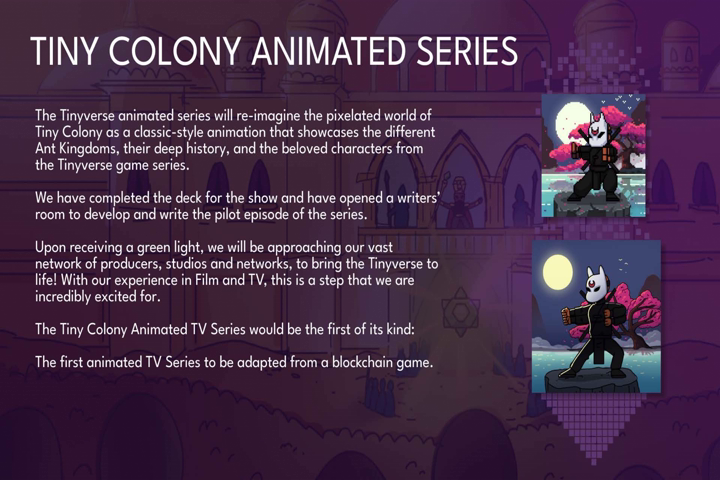 TINY COLONY ANIMATED SERIES
The Tinyverse animated series will re-imagine the pixelated world of
Tiny Colony as a classic-style animation that showcases the different
Ant Kingdoms, their deep history, and the beloved characters from
the Tinyverse game series.
We have completed the deck for the show and have opened a writers’
room to develop and write the pilot episode of the series.
Upon receiving a green light, we will be approaching our vast
network of producers, studios and networks, to bring the Tinyverse to
life! With our experience in Film and TV, this is a step that we are
incredibly excited for.
The Tiny Colony Animated TV Series would be the first of its kind:
The first animated TV Series to be adapted from a blockchain game.